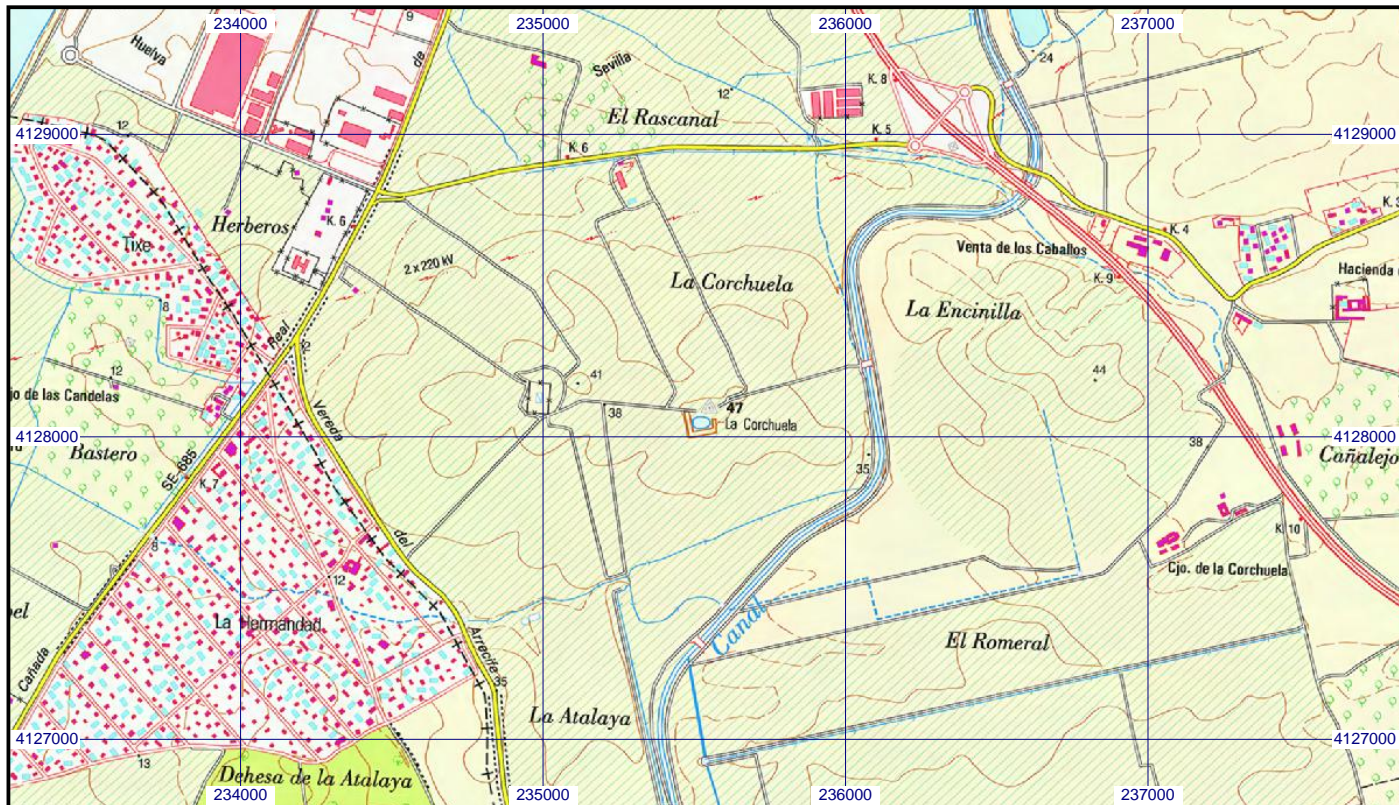 234000
235000
236000
237000
9
da
Huelva
Sevilla
K. 8
24
12
El Rascanal
4129000
12
K. 5
4129000
K. 6
K. 3
Herberos
K. 6
Tixe
K. 4
Venta de los Caballos
2 x 220 kV
Hacienda
La Corchuela
K. 9
8
La Encinilla
Real
12
12
41
44
jo de las Candelas
Vereda
38
47
La Corchuela
4128000
38
4128000
Bastero
35
Cañalejo
SE-685
K. 7
K. 10
del
8
12
Cjo. de la Corchuela
La Hermandad
Canal
El Romeral
Arrecife
Cañada
35
La Atalaya
4127000
4127000
13
Dehesa de la Atalaya
234000
235000
236000
237000